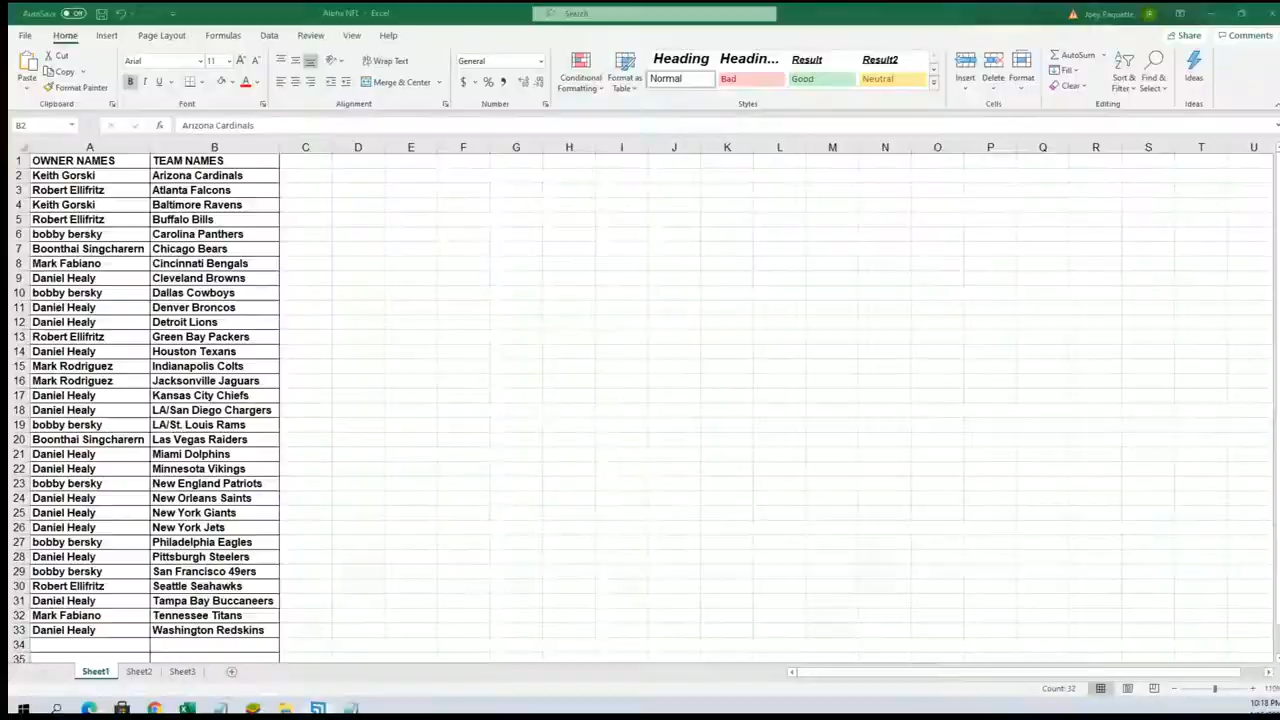 AutoSave Off Alpha NFL - Excel Search Joey Paquette JP
File Home Insert Page Layout Formulas Data Review View Help Share Comments
Paste Cut Copy Format Painter Clipboard
Arial 11 B I U A Font
Wrap Text Merge & Center Alignment
General $ % Number
Conditional Formatting Format as Table
Heading Headin... Result Result2
Normal Bad Good Neutral
Styles
Insert Delete Format Cells
AutoSum Fill Clear Sort & Filter Find & Select Editing
Ideas Ideas
B2 fx Arizona Cardinals
A B C D E F G H I J K L M N O P Q R S T U
1 OWNER NAMES TEAM NAMES
2 Keith Gorski Arizona Cardinals
3 Robert Ellifritz Atlanta Falcons
4 Keith Gorski Baltimore Ravens
5 Robert Ellifritz Buffalo Bills
6 bobby bersky Carolina Panthers
7 Boonthai Singcharern Chicago Bears
8 Mark Fabiano Cincinnati Bengals
9 Daniel Healy Cleveland Browns
10 bobby bersky Dallas Cowboys
11 Daniel Healy Denver Broncos
12 Daniel Healy Detroit Lions
13 Robert Ellifritz Green Bay Packers
14 Daniel Healy Houston Texans
15 Mark Rodriguez Indianapolis Colts
16 Mark Rodriguez Jacksonville Jaguars
17 Daniel Healy Kansas City Chiefs
18 Daniel Healy LA/San Diego Chargers
19 bobby bersky LA/St. Louis Rams
20 Boonthai Singcharern Las Vegas Raiders
21 Daniel Healy Miami Dolphins
22 Daniel Healy Minnesota Vikings
23 bobby bersky New England Patriots
24 Daniel Healy New Orleans Saints
25 Daniel Healy New York Giants
26 Daniel Healy New York Jets
27 bobby bersky Philadelphia Eagles
28 Daniel Healy Pittsburgh Steelers
29 bobby bersky San Francisco 49ers
30 Robert Ellifritz Seattle Seahawks
31 Daniel Healy Tampa Bay Buccaneers
32 Mark Fabiano Tennessee Titans
33 Daniel Healy Washington Redskins
34
35
Sheet1 Sheet2 Sheet3
Count: 32 110%
10:18 PM